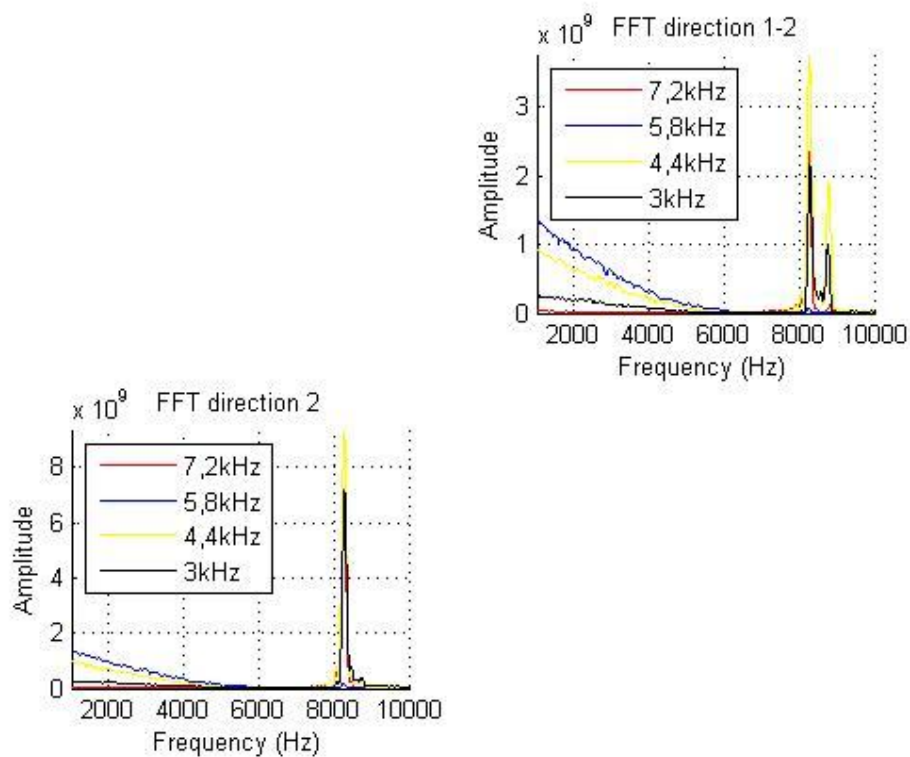 x 10^9 FFT direction 1-2
7,2kHz
5,8kHz
4,4kHz
3kHz
Amplitude
3
2
1
0
2000 4000 6000 8000 10000
Frequency (Hz)
x 10^9 FFT direction 2
7,2kHz
5,8kHz
4,4kHz
3kHz
Amplitude
8
6
4
2
0
2000 4000 6000 8000 10000
Frequency (Hz)